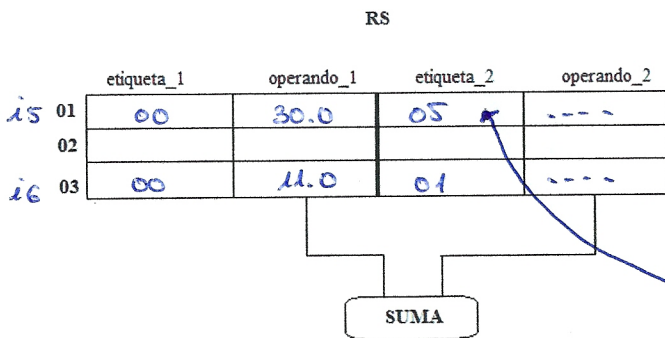 RS
etiqueta_1 operando_1 etiqueta_2 operando_2
i5 01 00 30.0 05 ----
02
i6 03 00 11.0 01 ----
SUMA